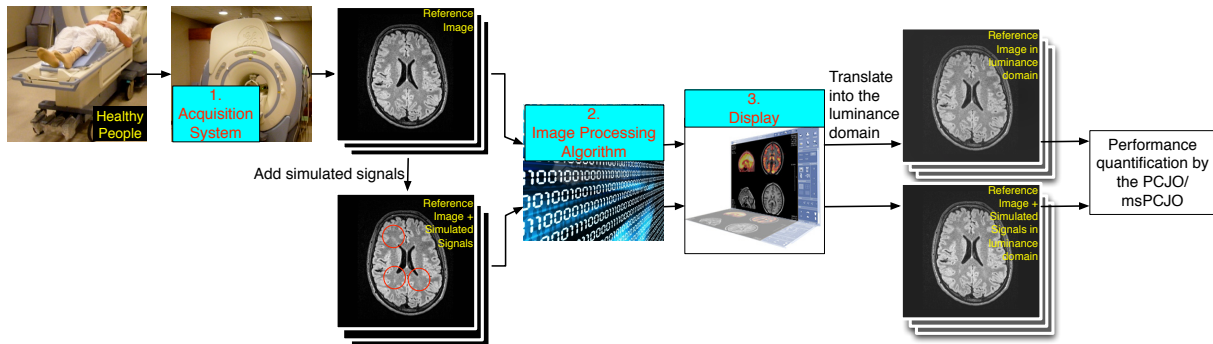 Healthy
People
1.
Acquisition
System
Reference
Image
Add simulated signals
Reference
Image +
Simulated
Signals
2.
Image Processing
Algorithm
3.
Display
Translate
into the
luminance
domain
Reference
Image in
luminance
domain
Reference
Image +
Simulated
Signals in
luminance
domain
Performance
quantification by
the PCJO/
msPCJO